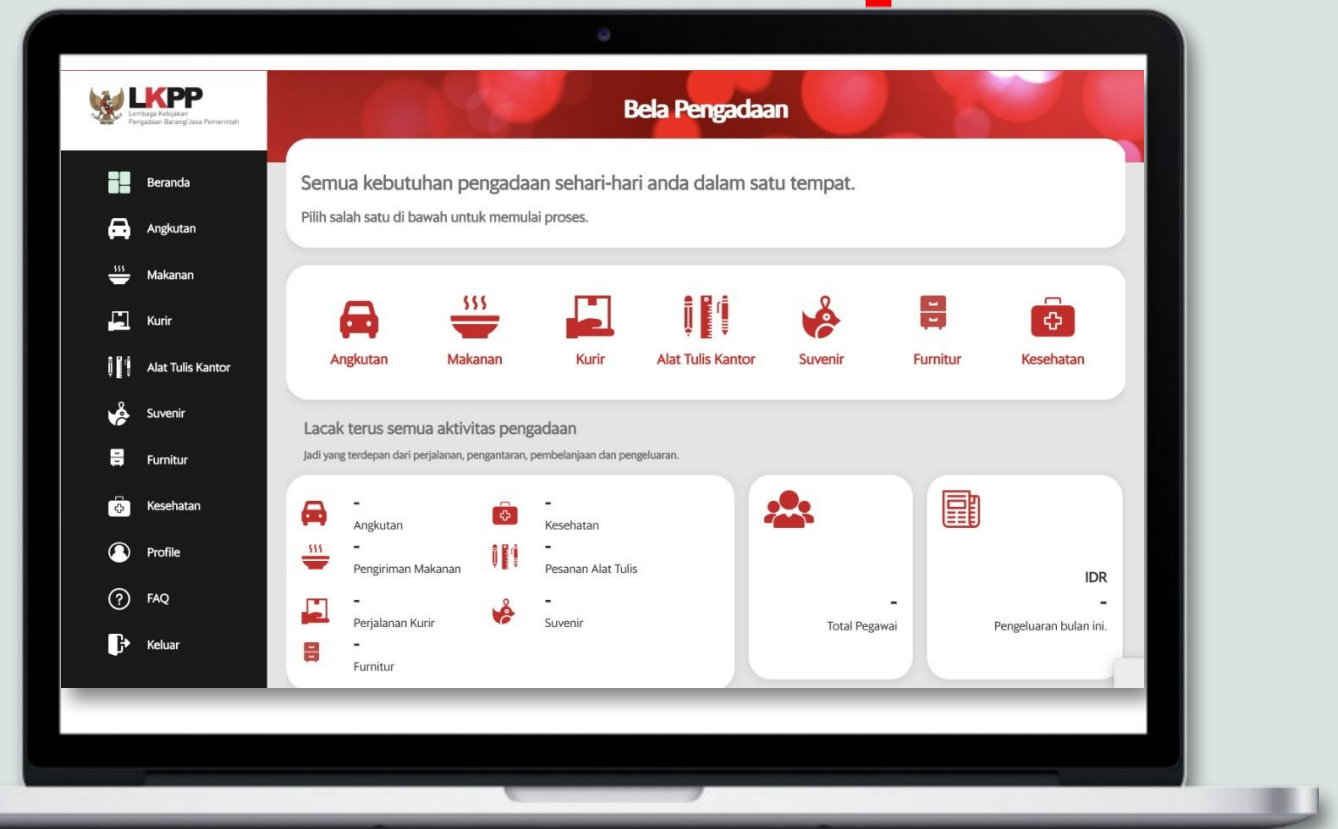 LKPP
Lembaga Kebijakan
Pengadaan Barang/Jasa Pemerintah
Bela Pengadaan
Beranda
Angkutan
Makanan
Kurir
Alat Tulis Kantor
Suvenir
Furnitur
Kesehatan
Profile
FAQ
Keluar
Semua kebutuhan pengadaan sehari-hari anda dalam satu tempat.
Pilih salah satu di bawah untuk memulai proses.
Angkutan Makanan Kurir Alat Tulis Kantor Suvenir Furnitur Kesehatan
Lacak terus semua aktivitas pengadaan
Jadi yang terdepan dari perjalanan, pengantaran, pembelanjaan dan pengeluaran.
-
Angkutan
-
Pengiriman Makanan
-
Perjalanan Kurir
-
Furnitur
-
Kesehatan
-
Pesanan Alat Tulis
-
Suvenir
-
Total Pegawai
IDR
-
Pengeluaran bulan ini.